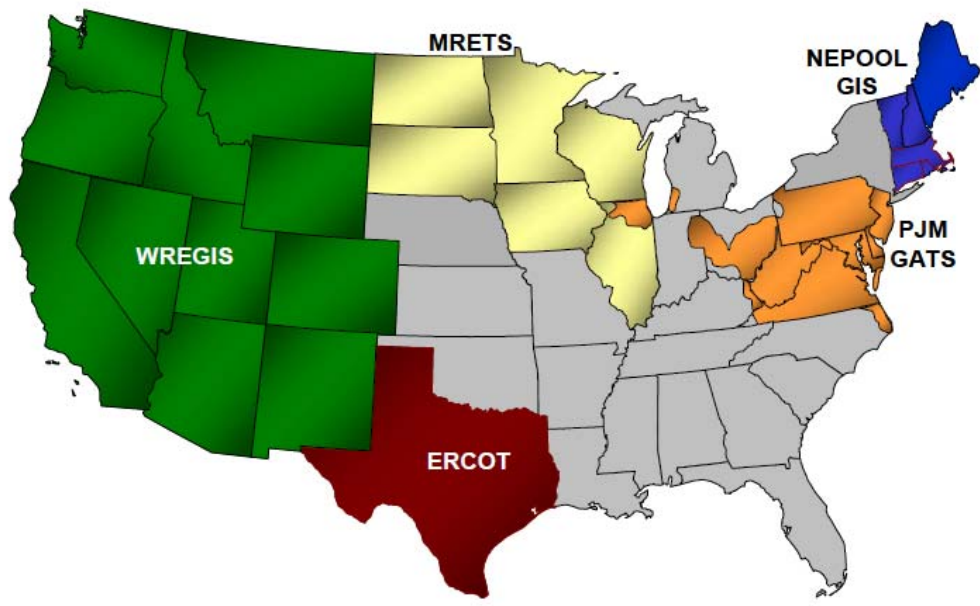 MRETS
NEPOOL
GIS
WREGIS
PJM
GATS
ERCOT